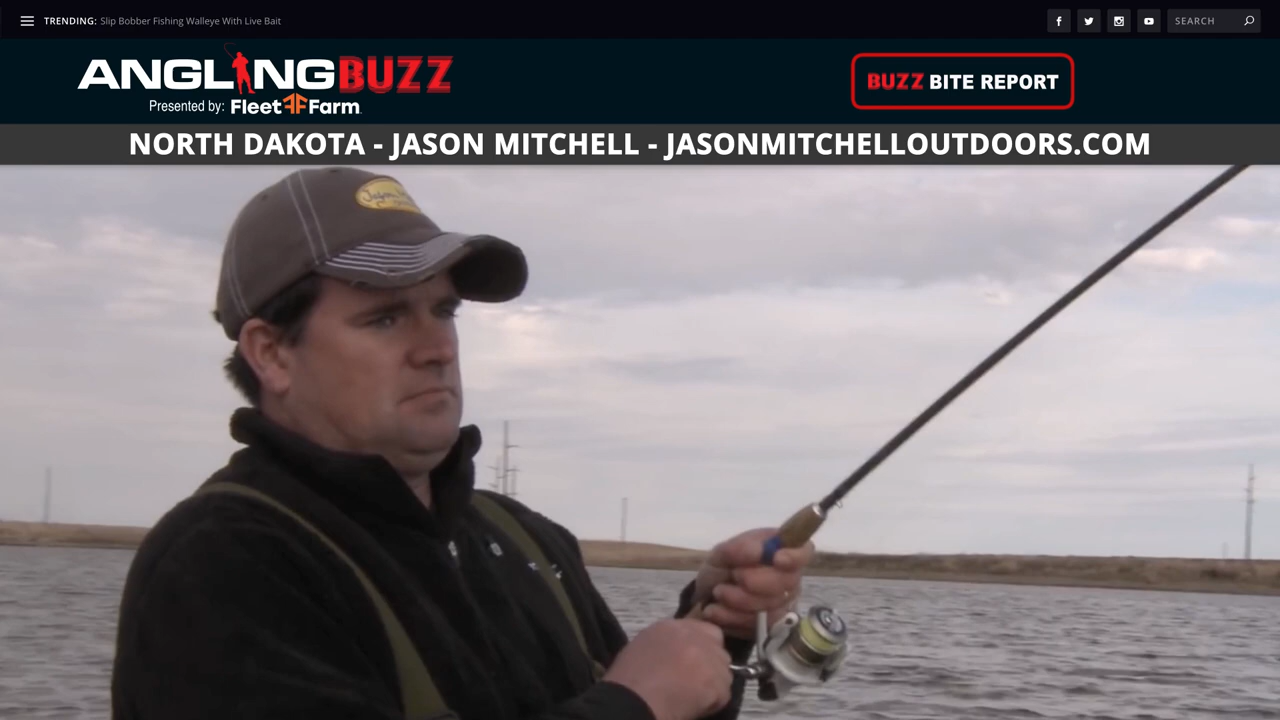 TRENDING: Slip Bobber Fishing Walleye With Live Bait
SEARCH
ANGLINGBUZZ
Presented by: Fleet Farm
BUZZ BITE REPORT
NORTH DAKOTA - JASON MITCHELL - JASONMITCHELLOUTDOORS.COM